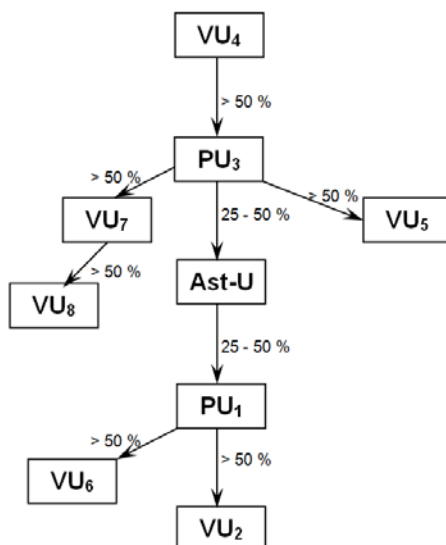 VU₄
> 50 %
PU₃
> 50 %
25 - 50 %
> 50 %
VU₇
VU₅
> 50 %
Ast-U
VU₈
25 - 50 %
PU₁
> 50 %
> 50 %
VU₆
VU₂